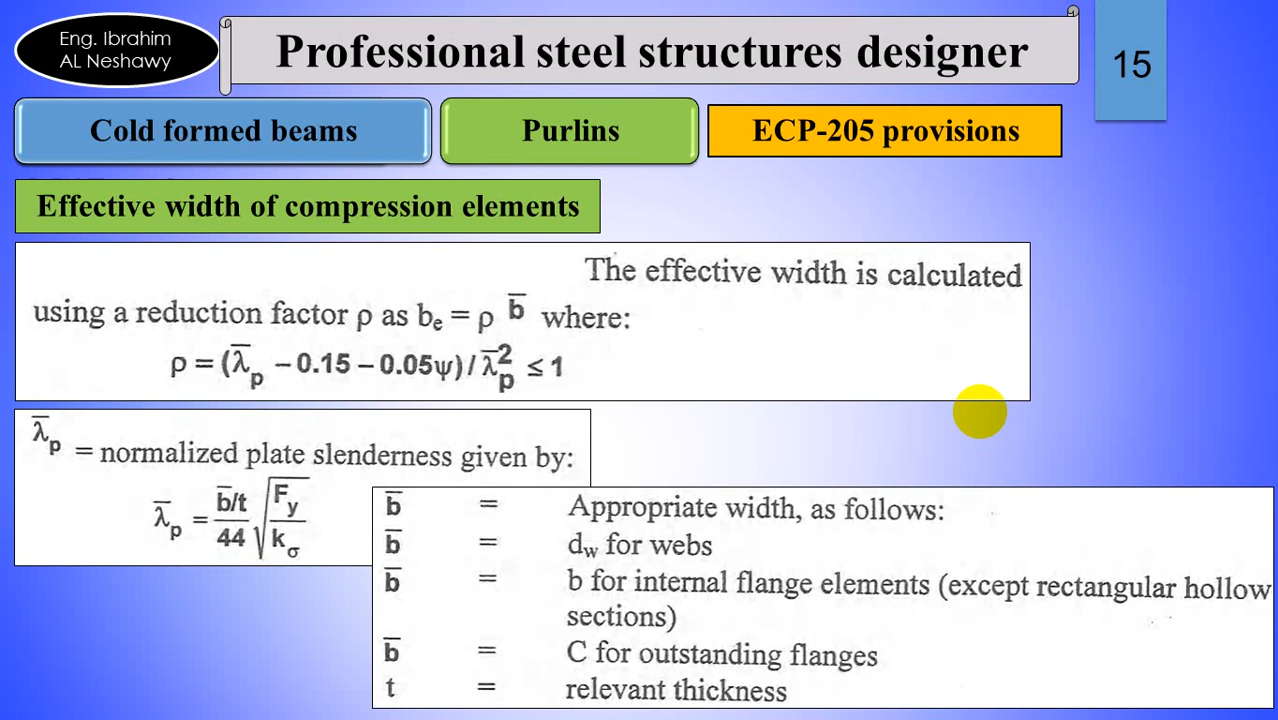 Eng. Ibrahim
AL Neshawy
Professional steel structures designer
15
Cold formed beams
Purlins
ECP-205 provisions
Effective width of compression elements
The effective width is calculated
using a reduction factor ρ as bₑ = ρ b̄ where:
ρ = (λ̄ₚ – 0.15 – 0.05ψ) / λ̄ₚ² ≤ 1
λ̄ₚ = normalized plate slenderness given by:
λ̄ₚ = (b̄/t)/44 √(F_y/k_σ)
b̄ = Appropriate width, as follows:
b̄ = d_w for webs
b̄ = b for internal flange elements (except rectangular hollow
sections)
b̄ = C for outstanding flanges
t = relevant thickness